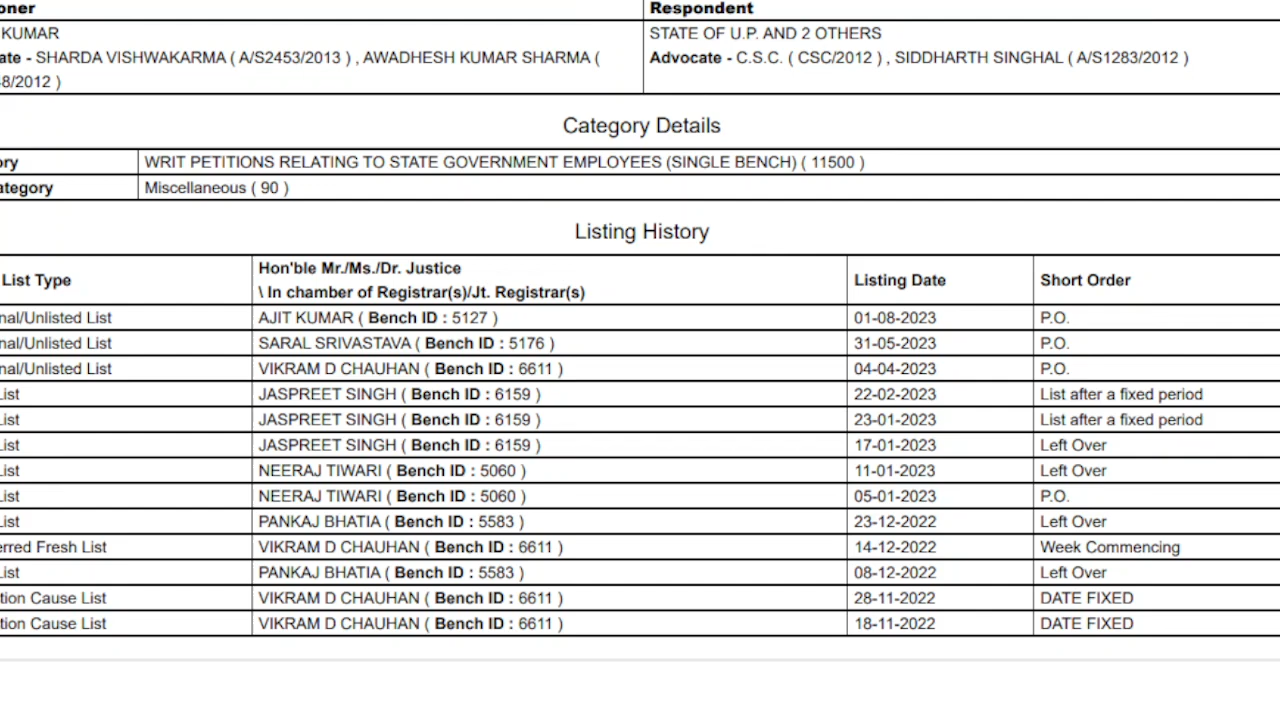 oner Respondent
KUMAR STATE OF U.P. AND 2 OTHERS
ate - SHARDA VISHWAKARMA ( A/S2453/2013 ) , AWADHESH KUMAR SHARMA ( Advocate - C.S.C. ( CSC/2012 ) , SIDDHARTH SINGHAL ( A/S1283/2012 )
8/2012 )
Category Details
ory WRIT PETITIONS RELATING TO STATE GOVERNMENT EMPLOYEES (SINGLE BENCH) ( 11500 )
ategory Miscellaneous ( 90 )
Listing History
List Type Hon'ble Mr./Ms./Dr. Justice Listing Date Short Order
\ In chamber of Registrar(s)/Jt. Registrar(s)
nal/Unlisted List AJIT KUMAR ( Bench ID : 5127 ) 01-08-2023 P.O.
nal/Unlisted List SARAL SRIVASTAVA ( Bench ID : 5176 ) 31-05-2023 P.O.
nal/Unlisted List VIKRAM D CHAUHAN ( Bench ID : 6611 ) 04-04-2023 P.O.
List JASPREET SINGH ( Bench ID : 6159 ) 22-02-2023 List after a fixed period
List JASPREET SINGH ( Bench ID : 6159 ) 23-01-2023 List after a fixed period
List JASPREET SINGH ( Bench ID : 6159 ) 17-01-2023 Left Over
List NEERAJ TIWARI ( Bench ID : 5060 ) 11-01-2023 Left Over
List NEERAJ TIWARI ( Bench ID : 5060 ) 05-01-2023 P.O.
List PANKAJ BHATIA ( Bench ID : 5583 ) 23-12-2022 Left Over
erred Fresh List VIKRAM D CHAUHAN ( Bench ID : 6611 ) 14-12-2022 Week Commencing
List PANKAJ BHATIA ( Bench ID : 5583 ) 08-12-2022 Left Over
tion Cause List VIKRAM D CHAUHAN ( Bench ID : 6611 ) 28-11-2022 DATE FIXED
tion Cause List VIKRAM D CHAUHAN ( Bench ID : 6611 ) 18-11-2022 DATE FIXED